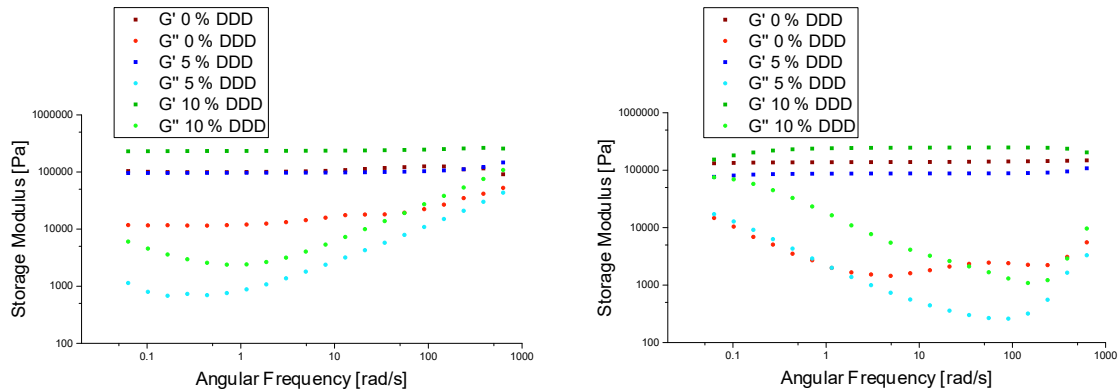 G' 0 % DDD
G'' 0 % DDD
G' 5 % DDD
G'' 5 % DDD
G' 10 % DDD
G'' 10 % DDD
1000000
100000
10000
1000
100
Storage Modulus [Pa]
0.1
1
10
100
1000
Angular Frequency [rad/s]
G' 0 % DDD
G'' 0 % DDD
G' 5 % DDD
G'' 5 % DDD
G' 10 % DDD
G'' 10 % DDD
1000000
100000
10000
1000
100
Storage Modulus [Pa]
0.1
1
10
100
1000
Angular Frequency [rad/s]